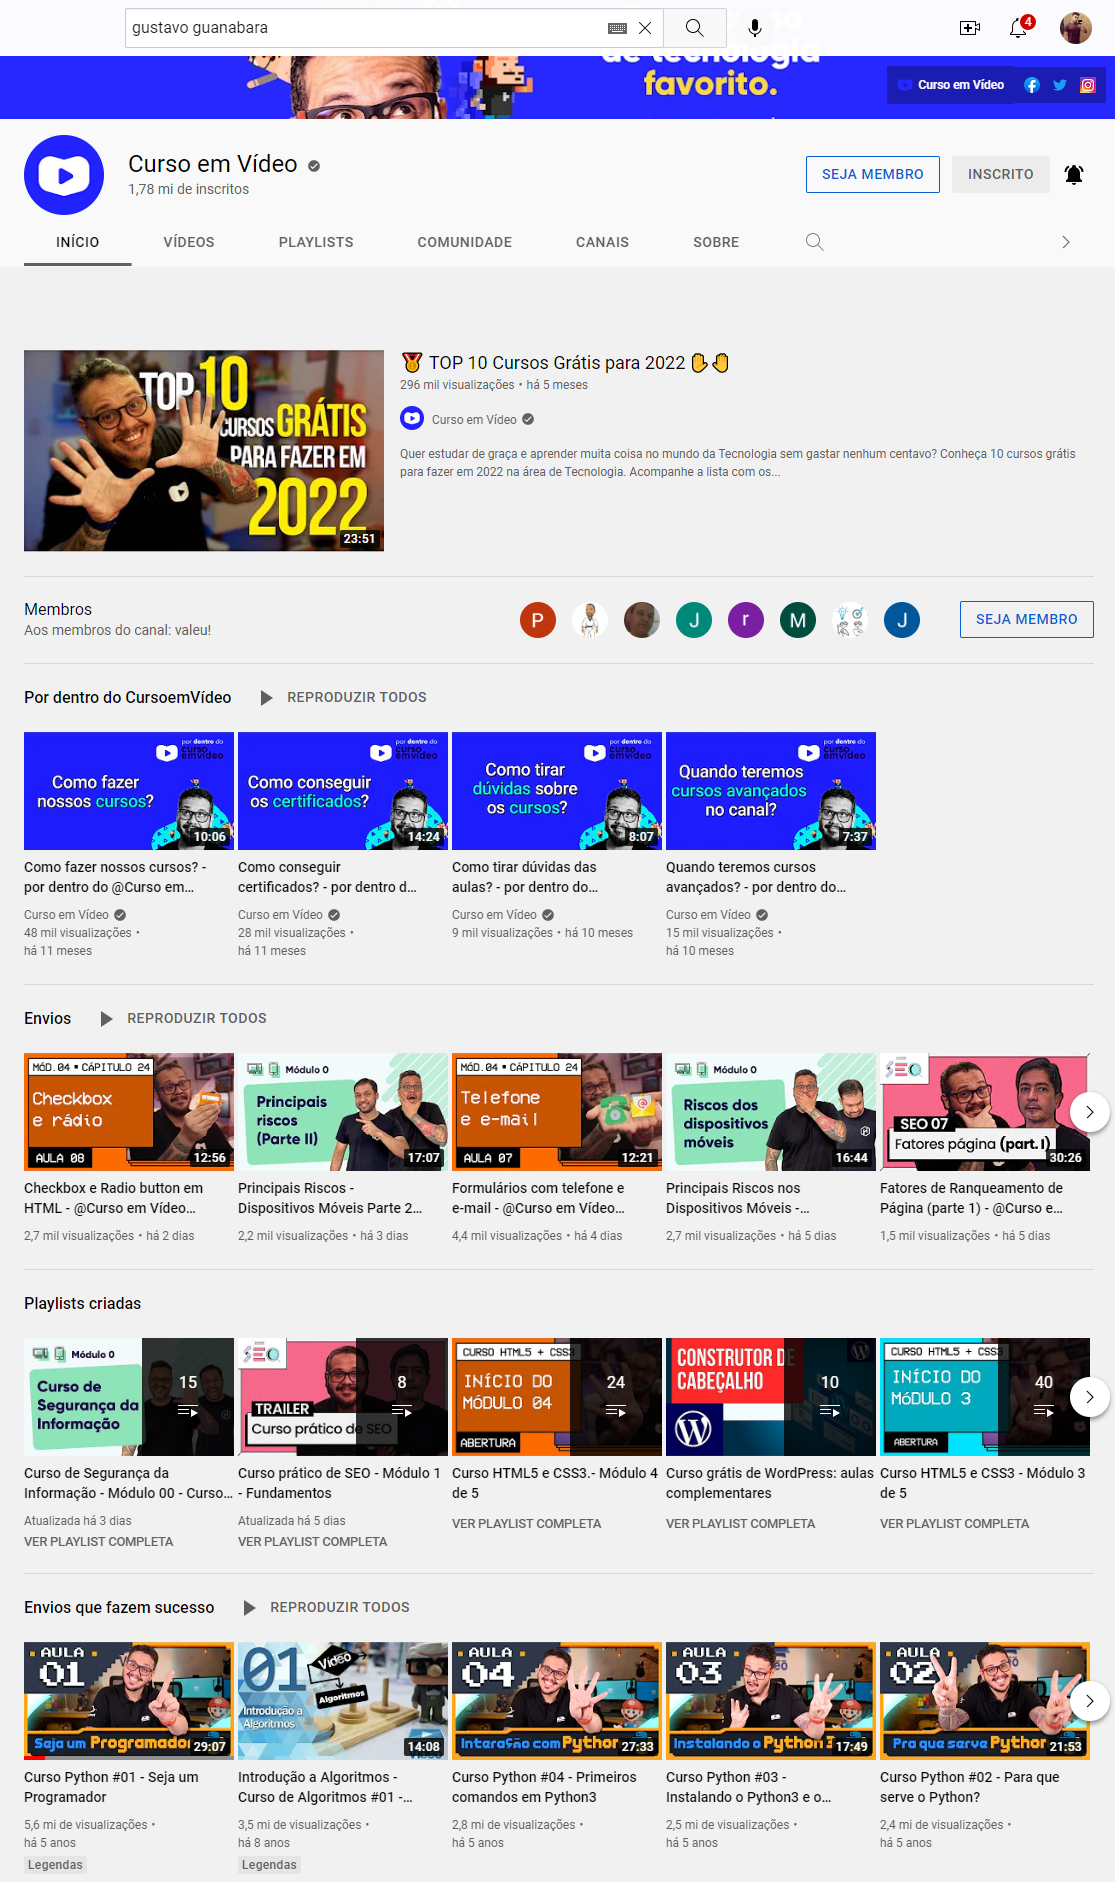 gustavo guanabara
4
de tecnologia
favorito.
Curso em Vídeo
Curso em Vídeo
1,78 mi de inscritos
SEJA MEMBRO
INSCRITO
INÍCIO
VÍDEOS
PLAYLISTS
COMUNIDADE
CANAIS
SOBRE
TOP 10
CURSOS GRÁTIS
PARA FAZER EM
2022
23:51
TOP 10 Cursos Grátis para 2022
296 mil visualizações • há 5 meses
Curso em Vídeo
Quer estudar de graça e aprender muita coisa no mundo da Tecnologia sem gastar nenhum centavo? Conheça 10 cursos grátis
para fazer em 2022 na área de Tecnologia. Acompanhe a lista com os...
Membros
Aos membros do canal: valeu!
P
J
r
M
J
SEJA MEMBRO
Por dentro do CursoemVídeo
REPRODUZIR TODOS
por dentro do
curso
emvídeo
Como fazer
nossos cursos?
10:06
por dentro do
curso
emvídeo
Como conseguir
os certificados?
14:24
por dentro do
curso
emvídeo
Como tirar
dúvidas sobre
os cursos?
8:07
por dentro do
curso
emvídeo
Quando teremos
cursos avançados
no canal?
7:37
Como fazer nossos cursos? -
por dentro do @Curso em...
Curso em Vídeo
48 mil visualizações •
há 11 meses
Como conseguir
certificados? - por dentro d...
Curso em Vídeo
28 mil visualizações •
há 11 meses
Como tirar dúvidas das
aulas? - por dentro do...
Curso em Vídeo
9 mil visualizações • há 10 meses
Quando teremos cursos
avançados? - por dentro do...
Curso em Vídeo
15 mil visualizações •
há 10 meses
Envios
REPRODUZIR TODOS
MÓD.04 ▪ CÁPITULO 24
Checkbox
e rádio
AULA 08
12:56
Módulo 0
Principais
riscos
(Parte II)
17:07
MÓD.04 ▪ CÁPITULO 24
Telefone
e e-mail
AULA 07
12:21
Módulo 0
Riscos dos
dispositivos
móveis
16:44
SEO
SEO 07
Fatores página (part. I)
30:26
Checkbox e Radio button em
HTML - @Curso em Vídeo...
2,7 mil visualizações • há 2 dias
Principais Riscos -
Dispositivos Móveis Parte 2...
2,2 mil visualizações • há 3 dias
Formulários com telefone e
e-mail - @Curso em Vídeo...
4,4 mil visualizações • há 4 dias
Principais Riscos nos
Dispositivos Móveis -...
2,7 mil visualizações • há 5 dias
Fatores de Ranqueamento de
Página (parte 1) - @Curso e...
1,5 mil visualizações • há 5 dias
Playlists criadas
Módulo 0
Curso de
Segurança da
Informação
15
SEO
TRAILER
Curso prático de SEO
8
CURSO HTML5 + CSS3
INÍCIO DO
MÓDULO 04
ABERTURA
24
CONSTRUTOR DE
CABEÇALHO
10
CURSO HTML5 + CSS3
INÍCIO DO
MÓDULO 3
ABERTURA
40
Curso de Segurança da
Informação - Módulo 00 - Curso...
Atualizada há 3 dias
VER PLAYLIST COMPLETA
Curso prático de SEO - Módulo 1
- Fundamentos
Atualizada há 5 dias
VER PLAYLIST COMPLETA
Curso HTML5 e CSS3.- Módulo 4
de 5
VER PLAYLIST COMPLETA
Curso grátis de WordPress: aulas
complementares
VER PLAYLIST COMPLETA
Curso HTML5 e CSS3 - Módulo 3
de 5
VER PLAYLIST COMPLETA
Envios que fazem sucesso
REPRODUZIR TODOS
AULA
01
Seja um Programador
29:07
01
Vídeo
Algoritmos
Introdução a
Algoritmos
14:08
AULA
04
Interação com Python
27:33
AULA
03
Instalando o Python3
17:49
AULA
02
Pra que serve Python
21:53
Curso Python #01 - Seja um
Programador
5,6 mi de visualizações •
há 5 anos
Legendas
Introdução a Algoritmos -
Curso de Algoritmos #01 -...
3,5 mi de visualizações •
há 8 anos
Legendas
Curso Python #04 - Primeiros
comandos em Python3
2,8 mi de visualizações •
há 5 anos
Curso Python #03 -
Instalando o Python3 e o...
2,5 mi de visualizações •
há 5 anos
Curso Python #02 - Para que
serve o Python?
2,4 mi de visualizações •
há 5 anos